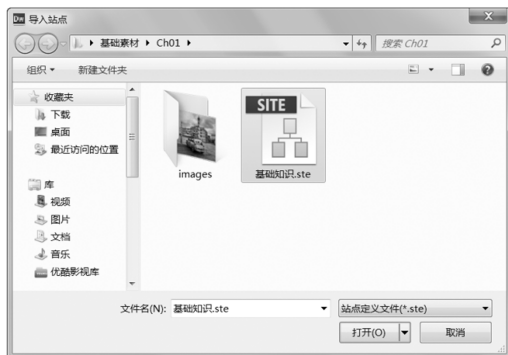 Dw 导入站点
基础素材 Ch01 搜索 Ch01
组织 新建文件夹
收藏夹
下载
桌面
最近访问的位置
库
视频
图片
文档
音乐
优酷影视库
SITE
images 基础知识.ste
文件名(N): 基础知识.ste 站点定义文件(*.ste)
打开(O) 取消